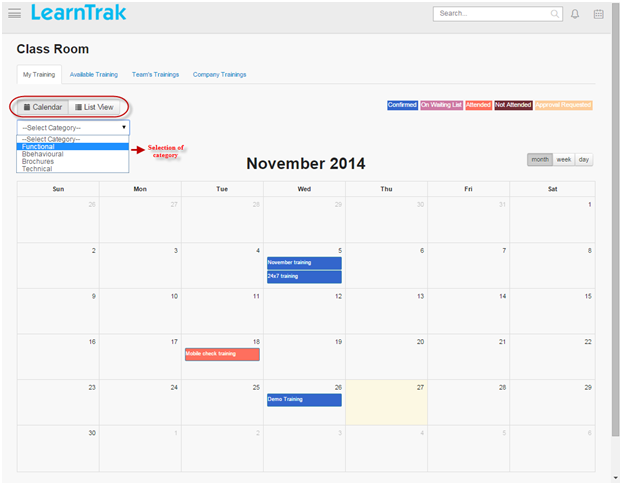 LearnTrak
Search...
Class Room
My Training Available Training Team's Trainings Company Trainings
Calendar List View
Confirmed On Waiting List Attended Not Attended Approval Requested
--Select Category--
--Select Category--
Functional
Bbehavioural
Brochures
Technical
Selection of
category
November 2014
month week day
Sun Mon Tue Wed Thu Fri Sat
26 27 28 29 30 31 1
2 3 4 5 6 7 8
November training
24x7 training
9 10 11 12 13 14 15
16 17 18 19 20 21 22
Mobile check training
23 24 25 26 27 28 29
Demo Training
30 1 2 3 4 5 6